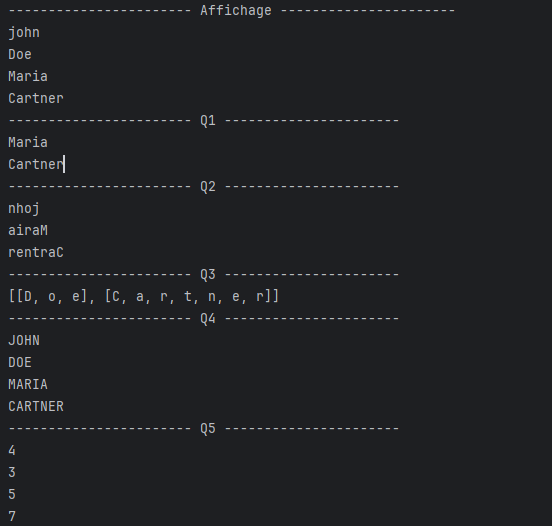 ----------------------- Affichage ----------------------
john
Doe
Maria
Cartner
----------------------- Q1 ----------------------
Maria
Cartner
----------------------- Q2 ----------------------
nhoj
airaM
rentraC
----------------------- Q3 ----------------------
[[D, o, e], [C, a, r, t, n, e, r]]
----------------------- Q4 ----------------------
JOHN
DOE
MARIA
CARTNER
----------------------- Q5 ----------------------
4
3
5
7